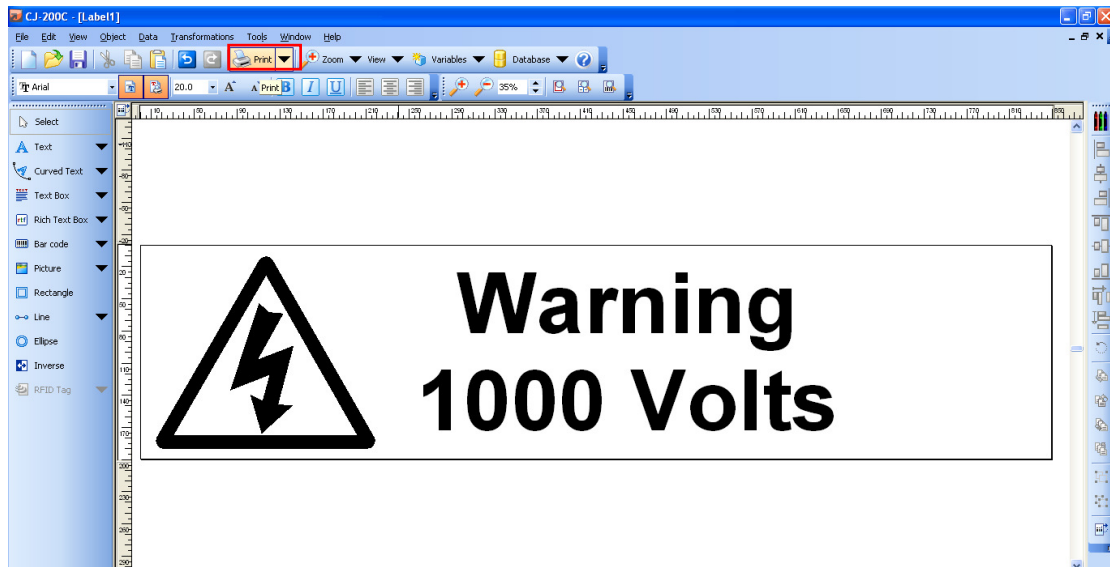 CJ-200C - [Label1]
File Edit View Object Data Transformations Tools Window Help
Print Zoom View Variables Database
Arial 20.0 Print B I U 35%
Select
Text
Curved Text
Text Box
Rich Text Box
Bar code
Picture
Rectangle
Line
Ellipse
Inverse
RFID Tag
Warning
1000 Volts